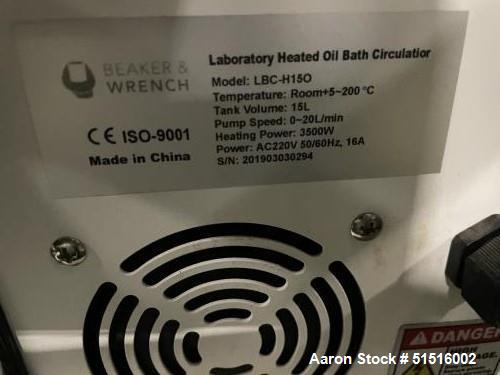 BEAKER &
WRENCH
CE ISO-9001
Made in China
Laboratory Heated Oil Bath Circulatior
Model: LBC-H15O
Temperature: Room+5~200 °C
Tank Volume: 15L
Pump Speed: 0~20L/min
Heating Power: 3500W
Power: AC220V 50/60Hz, 16A
S/N: 201903030294
DANGER
Aaron Stock # 51516002